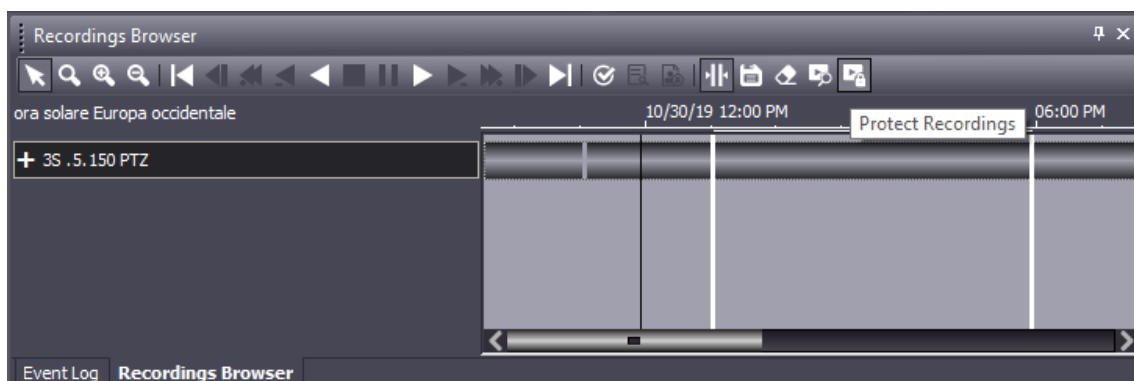 Recordings Browser
ora solare Europa occidentale
10/30/19 12:00 PM
06:00 PM
Protect Recordings
3S .5.150 PTZ
Event Log
Recordings Browser